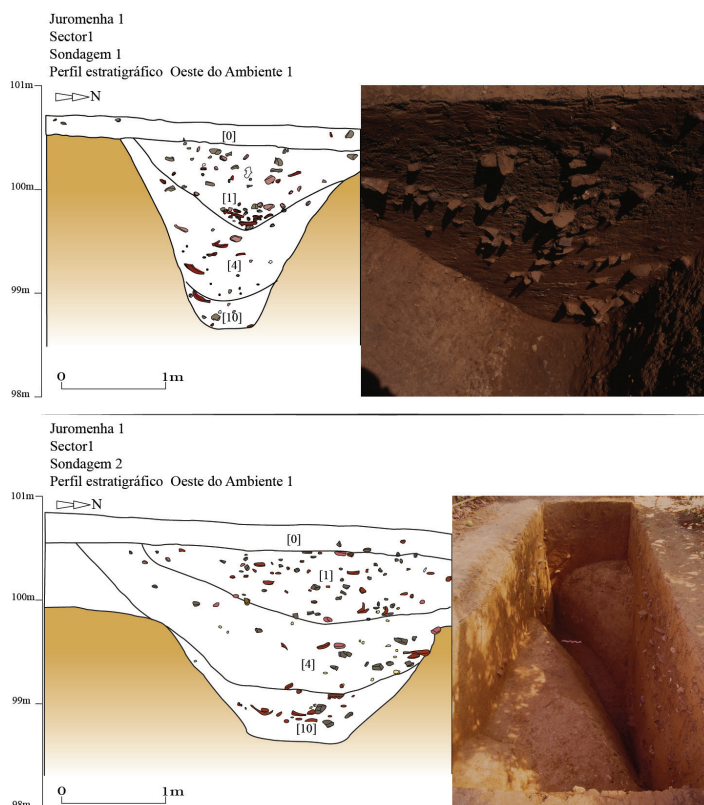 Juromenha 1
Sector1
Sondagem 1
Perfil estratigráfico Oeste do Ambiente 1
101m
N
[0]
100m
[1]
[4]
99m
[10]
0 1m
98m
Juromenha 1
Sector1
Sondagem 2
Perfil estratigráfico Oeste do Ambiente 1
101m
N
[0]
[1]
100m
[4]
99m
[10]
0 1m
98m